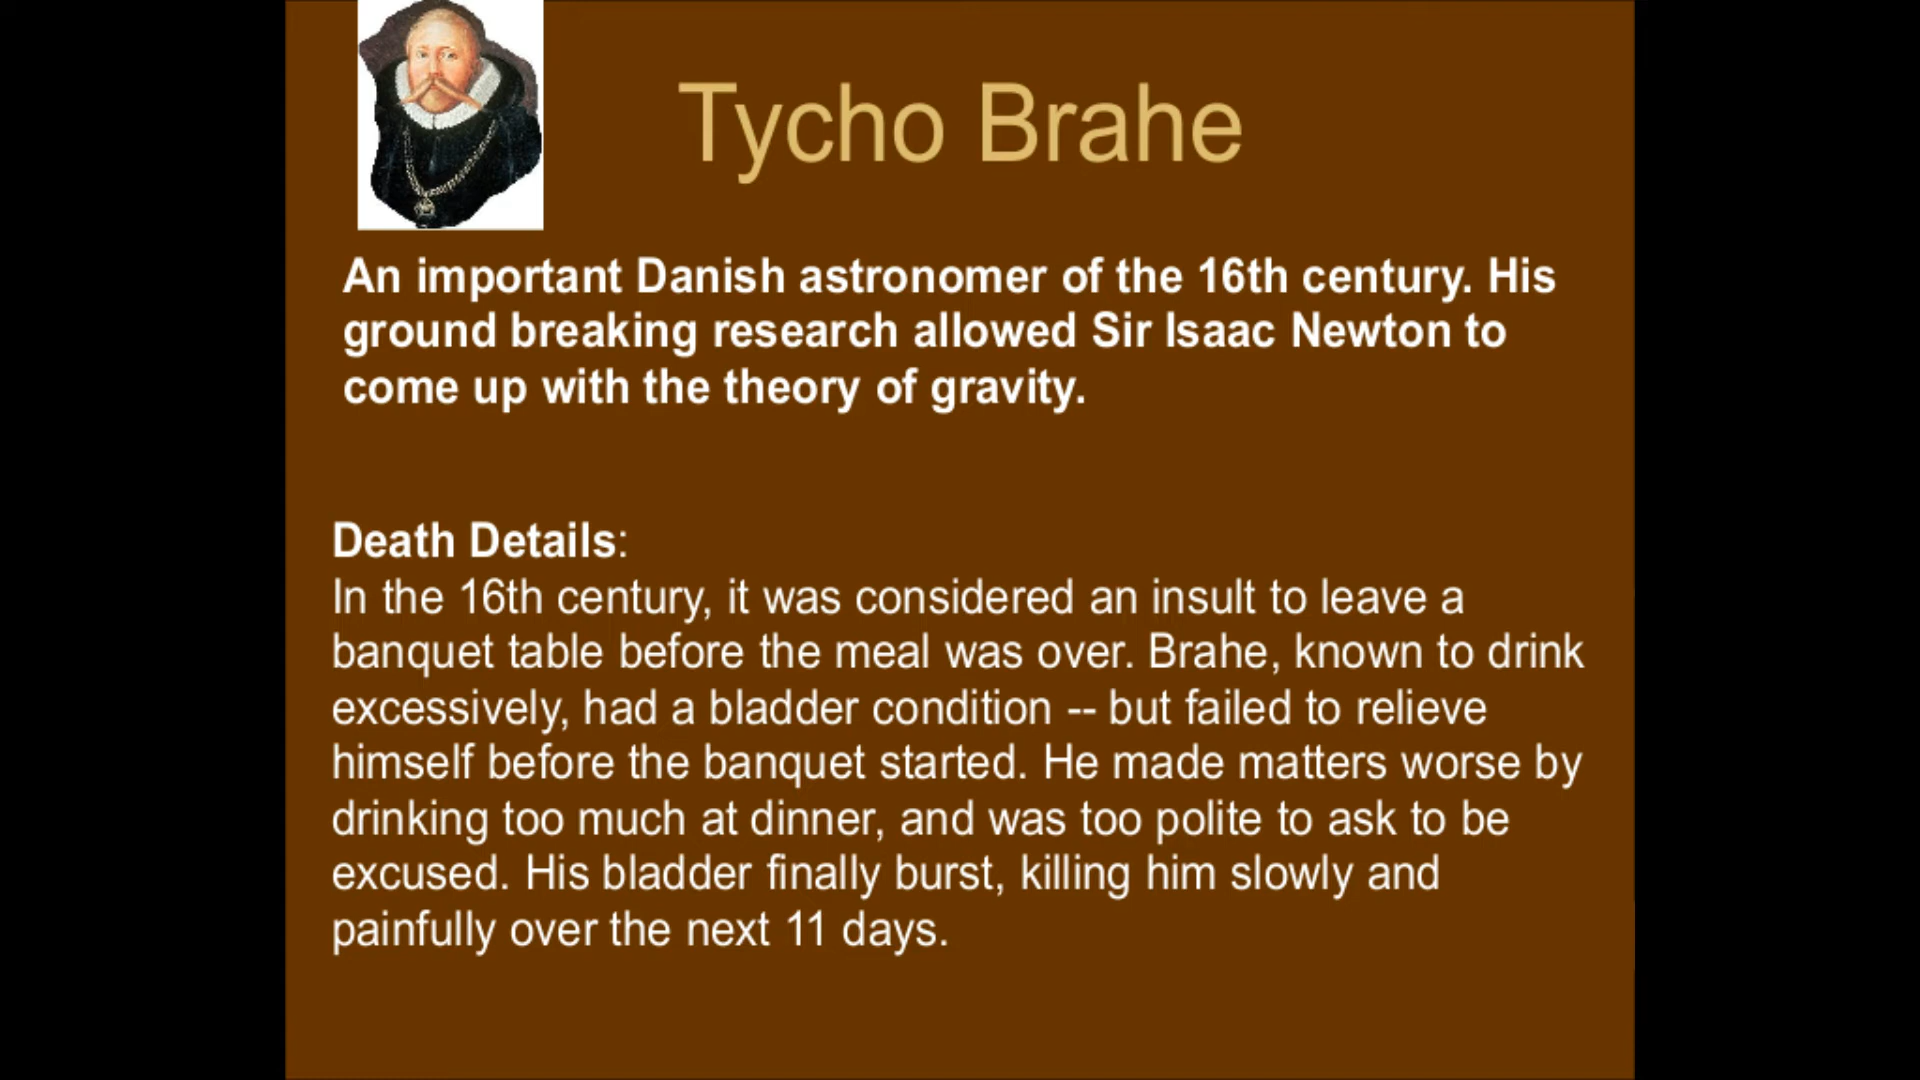 Tycho Brahe
An important Danish astronomer of the 16th century. His
ground breaking research allowed Sir Isaac Newton to
come up with the theory of gravity.
Death Details:
In the 16th century, it was considered an insult to leave a
banquet table before the meal was over. Brahe, known to drink
excessively, had a bladder condition -- but failed to relieve
himself before the banquet started. He made matters worse by
drinking too much at dinner, and was too polite to ask to be
excused. His bladder finally burst, killing him slowly and
painfully over the next 11 days.